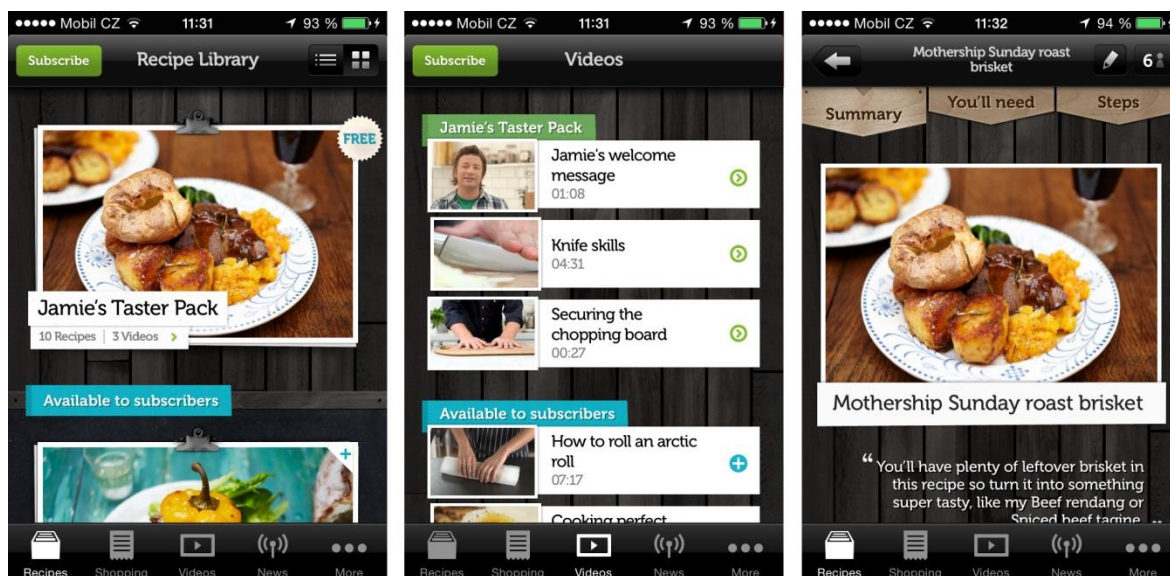 Mobil CZ 11:31 93 %
Subscribe Recipe Library
FREE
Jamie's Taster Pack
10 Recipes 3 Videos
Available to subscribers
Recipes Shopping Videos News More
Mobil CZ 11:31 93 %
Subscribe Videos
Jamie's Taster Pack
Jamie's welcome
message
01:08
Knife skills
04:31
Securing the
chopping board
00:27
Available to subscribers
How to roll an arctic
roll
07:17
Cooking perfect
Recipes Shopping Videos News More
Mobil CZ 11:32 94 %
Mothership Sunday roast
brisket
6
Summary You'll need Steps
Mothership Sunday roast brisket
“ You'll have plenty of leftover brisket in
this recipe so turn it into something
super tasty, like my Beef rendang or
Spiced beef tagine. ”
Recipes Shopping Videos News More